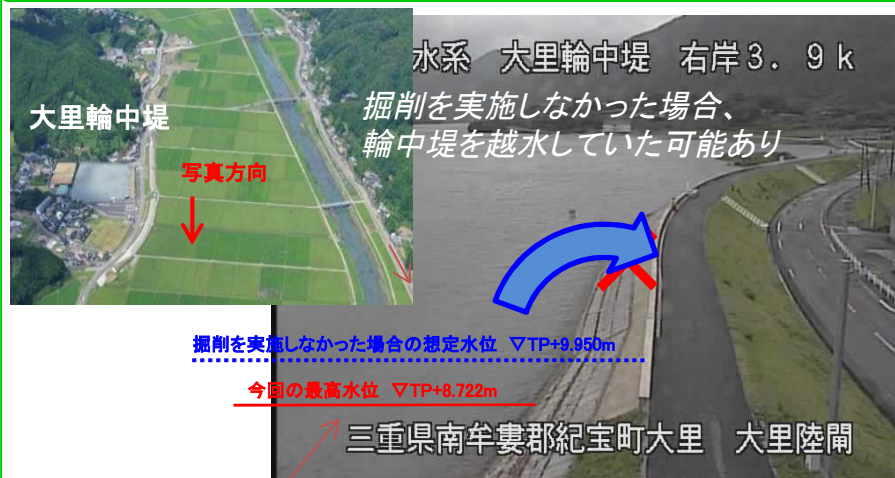 水系 大里輪中堤 右岸3.9k
掘削を実施しなかった場合、
輪中堤を越水していた可能あり
大里輪中堤
写真方向
掘削を実施しなかった場合の想定水位 ▽TP+9.950m
今回の最高水位 ▽TP+8.722m
三重県南牟婁郡紀宝町大里 大里陸閘